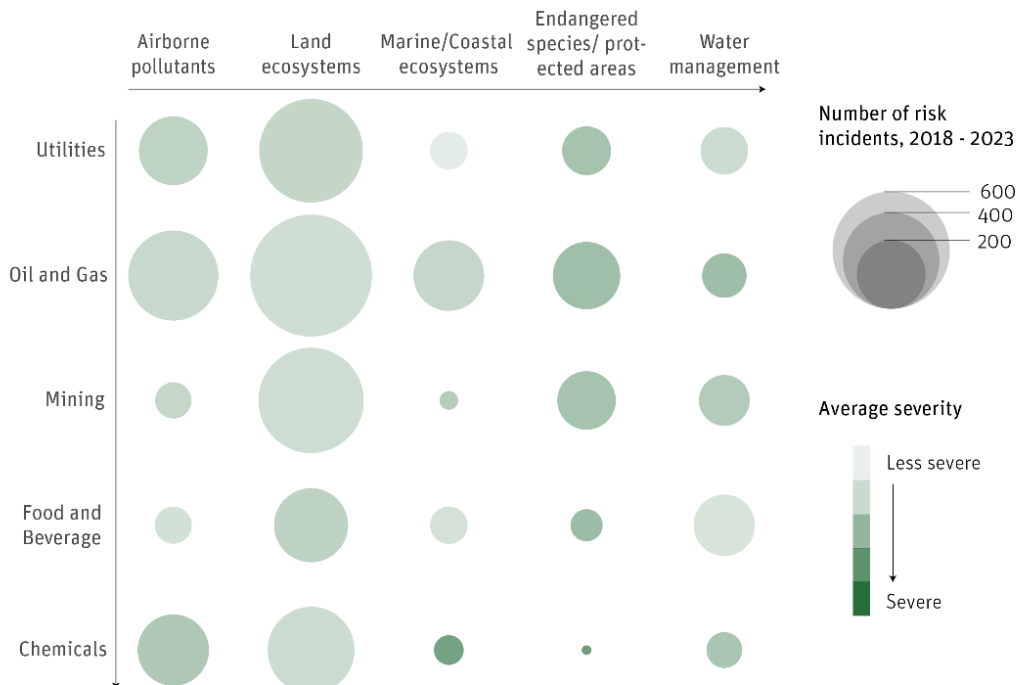 Airborne
pollutants
Land
ecosystems
Marine/Coastal
ecosystems
Endangered
species/ prot-
ected areas
Water
management
Utilities
Oil and Gas
Mining
Food and
Beverage
Chemicals
Number of risk
incidents, 2018 - 2023
600
400
200
Average severity
Less severe
Severe